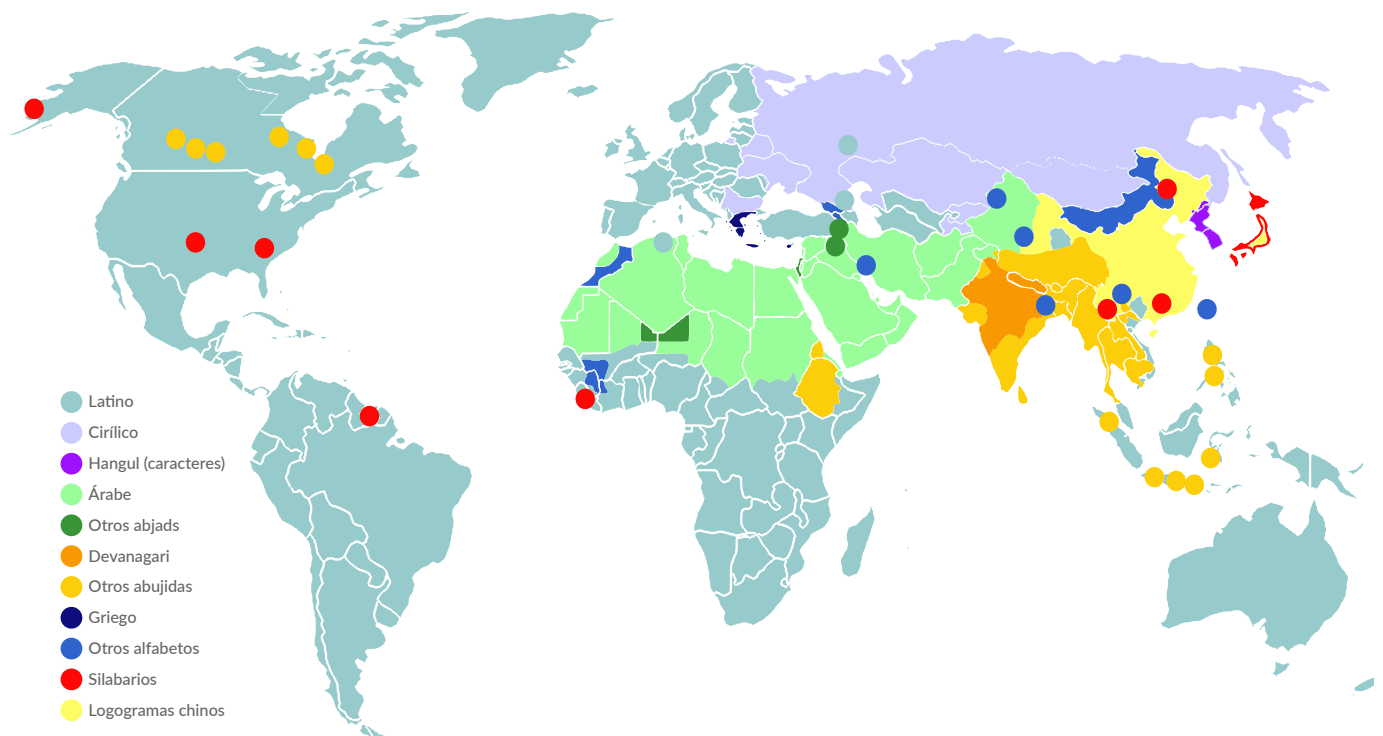 Latino
Cirílico
Hangul (caracteres)
Árabe
Otros abjads
Devanagari
Otros abujidas
Griego
Otros alfabetos
Silabarios
Logogramas chinos